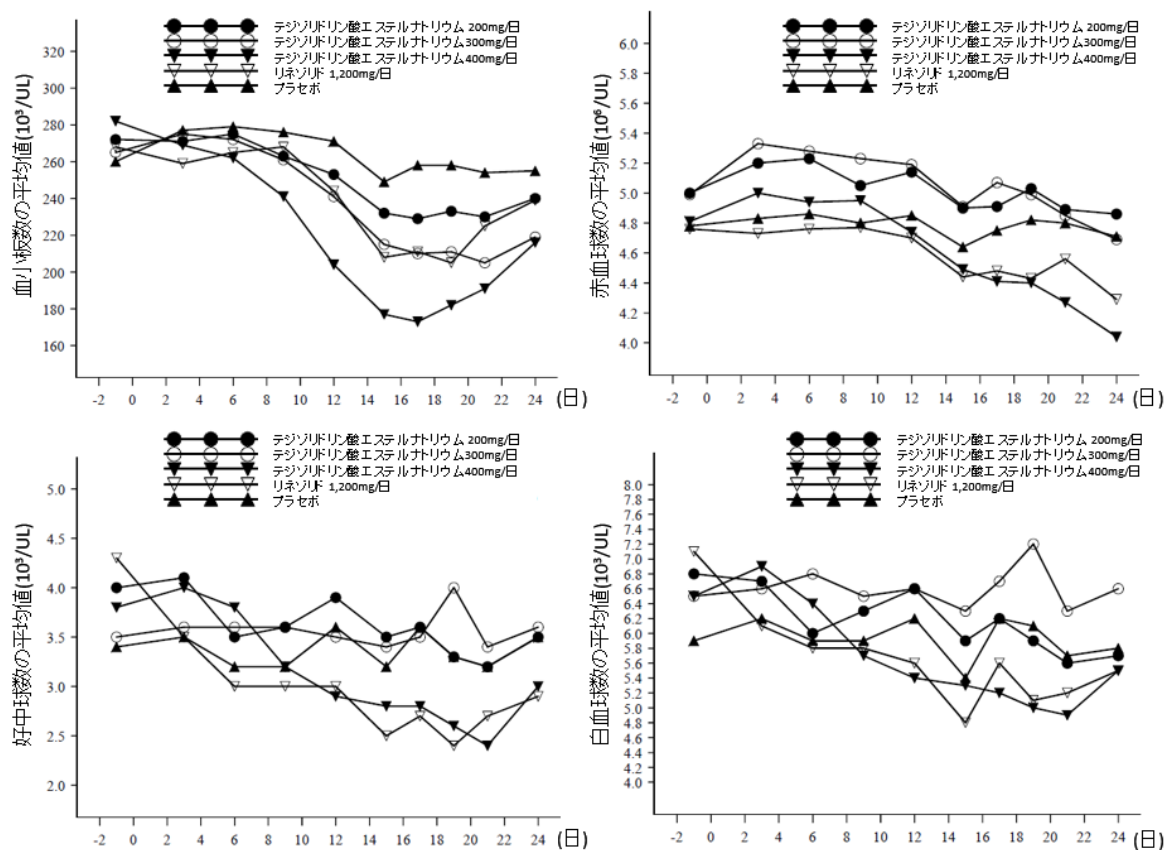 テジゾリドリン酸エステルナトリウム 200mg/日
テジゾリドリン酸エステルナトリウム300mg/日
テジゾリドリン酸エステルナトリウム400mg/日
リネゾリド 1,200mg/日
プラセボ
血小板数の平均値(10³/UL)
320
300
280
260
240
220
200
180
160
-2 0 2 4 6 8 10 12 14 16 18 20 22 24 (日)
テジゾリドリン酸エステルナトリウム 200mg/日
テジゾリドリン酸エステルナトリウム300mg/日
テジゾリドリン酸エステルナトリウム400mg/日
リネゾリド 1,200mg/日
プラセボ
赤血球数の平均値(10⁶/UL)
6.0
5.8
5.6
5.4
5.2
5.0
4.8
4.6
4.4
4.2
4.0
-2 0 2 4 6 8 10 12 14 16 18 20 22 24 (日)
テジゾリドリン酸エステルナトリウム 200mg/日
テジゾリドリン酸エステルナトリウム300mg/日
テジゾリドリン酸エステルナトリウム400mg/日
リネゾリド 1,200mg/日
プラセボ
好中球数の平均値(10³/UL)
5.0
4.5
4.0
3.5
3.0
2.5
2.0
-2 0 2 4 6 8 10 12 14 16 18 20 22 24 (日)
テジゾリドリン酸エステルナトリウム 200mg/日
テジゾリドリン酸エステルナトリウム300mg/日
テジゾリドリン酸エステルナトリウム400mg/日
リネゾリド 1,200mg/日
プラセボ
白血球数の平均値(10³/UL)
8.0
7.8
7.6
7.4
7.2
7.0
6.8
6.6
6.4
6.2
6.0
5.8
5.6
5.4
5.2
5.0
4.8
4.6
4.4
4.2
4.0
-2 0 2 4 6 8 10 12 14 16 18 20 22 24 (日)